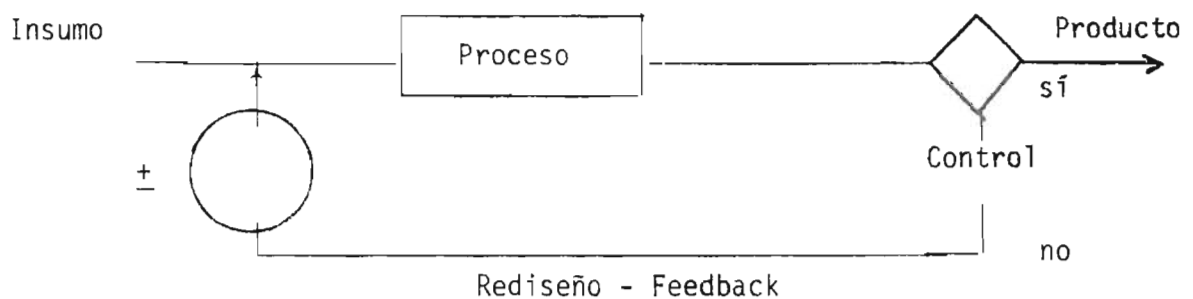 Insumo
Proceso
Producto
sí
Control
±
no
Rediseño - Feedback